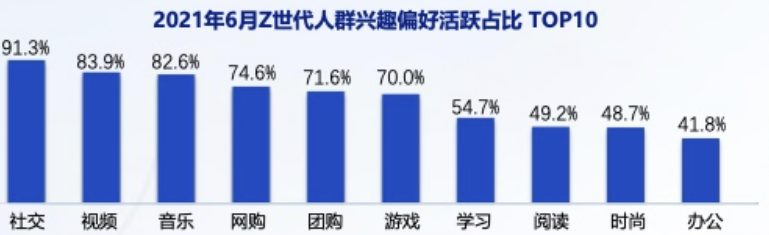 2021年6月Z世代人群兴趣偏好活跃占比 TOP10
91.3% 83.9% 82.6% 74.6% 71.6% 70.0% 54.7% 49.2% 48.7% 41.8%
社交 视频 音乐 网购 团购 游戏 学习 阅读 时尚 办公